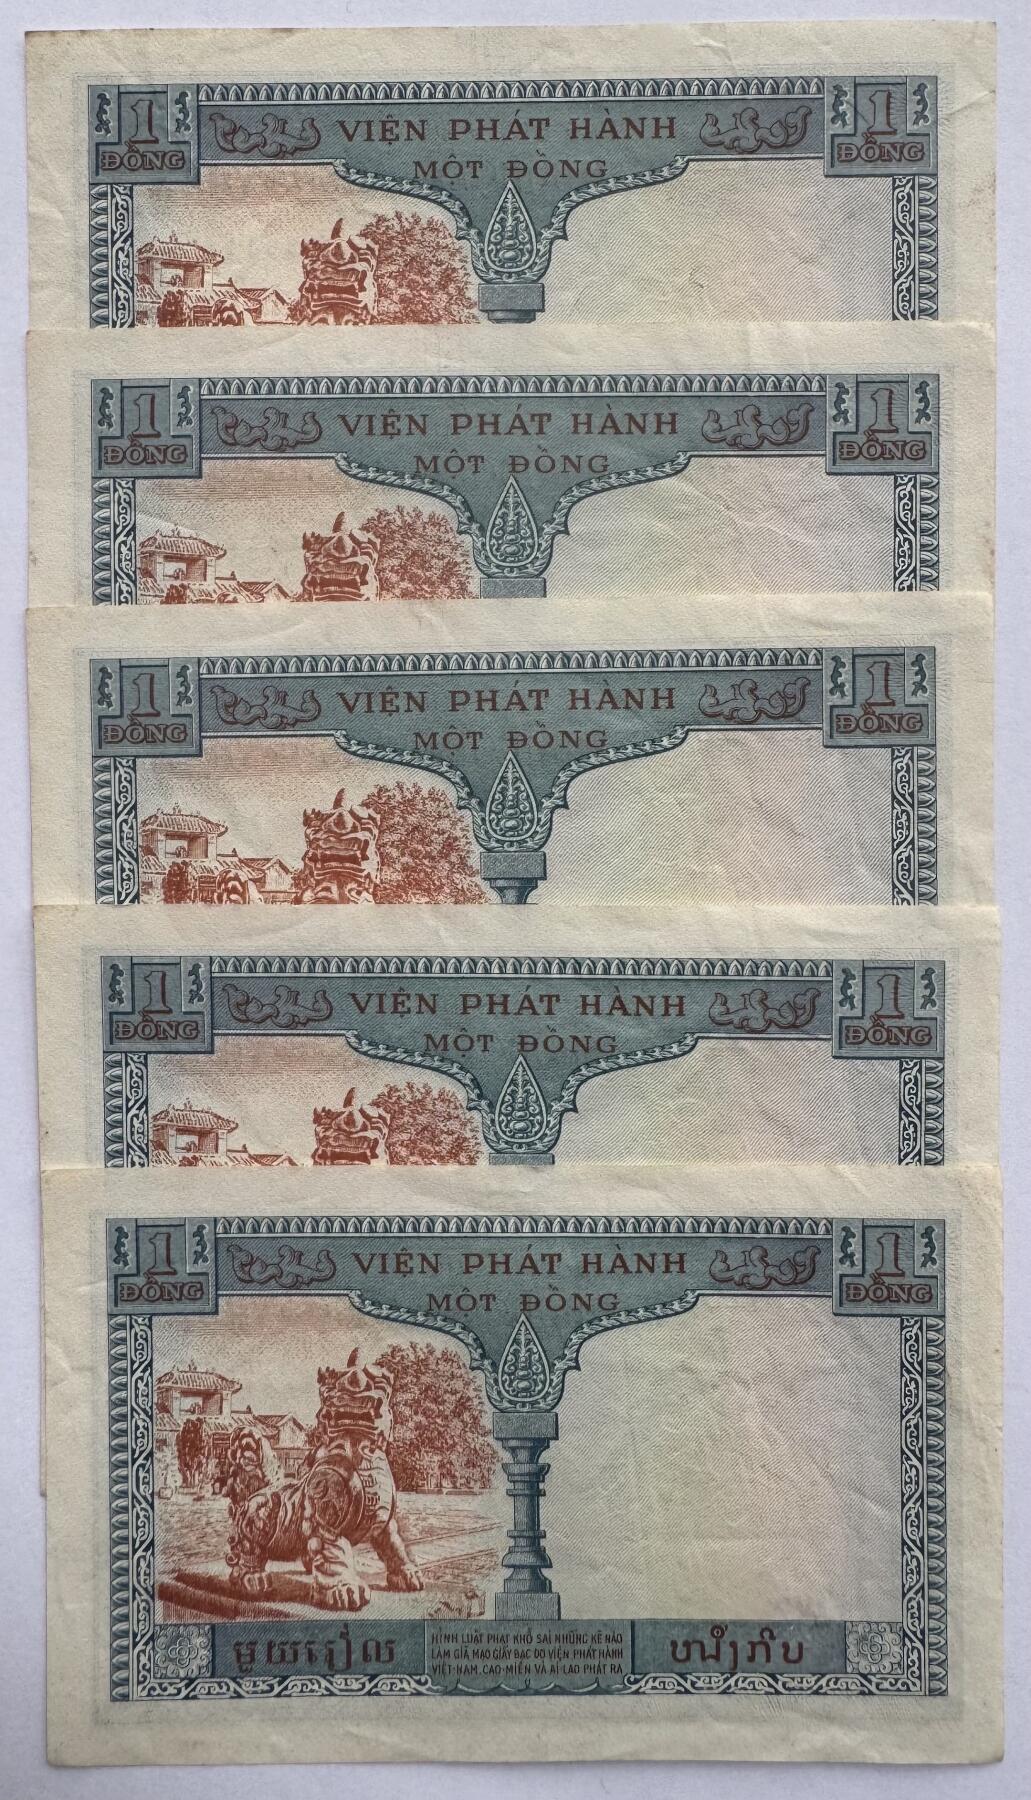 1 VIỆN PHÁT HÀNH 1
ĐỒNG MỘT ĐỒNG ĐỒNG
1 VIỆN PHÁT HÀNH 1
ĐỒNG MỘT ĐỒNG ĐỒNG
1 VIỆN PHÁT HÀNH 1
ĐỒNG MỘT ĐỒNG ĐỒNG
1 VIỆN PHÁT HÀNH 1
ĐỒNG MỘT ĐỒNG ĐỒNG
1 VIỆN PHÁT HÀNH 1
ĐỒNG MỘT ĐỒNG ĐỒNG
មួយរៀល
HÌNH LUẬT PHẠT KHỔ SAI NHỮNG KẺ NÀO
LÀM GIẢ MẠO GIẤY BẠC DO VIỆN PHÁT HÀNH
VIỆT-NAM, CAO-MIÊN VÀ AI-LAO PHÁT RA
ໜຶ່ງກີບ